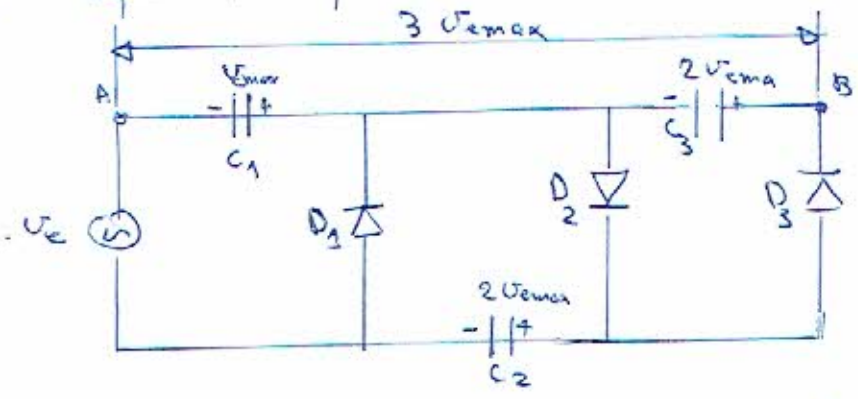 3 Vemax
Vemax
2 Vema
A
B
- +
- +
C1
C3
D1
D2
D3
Ve
2 Vemax
- +
C2